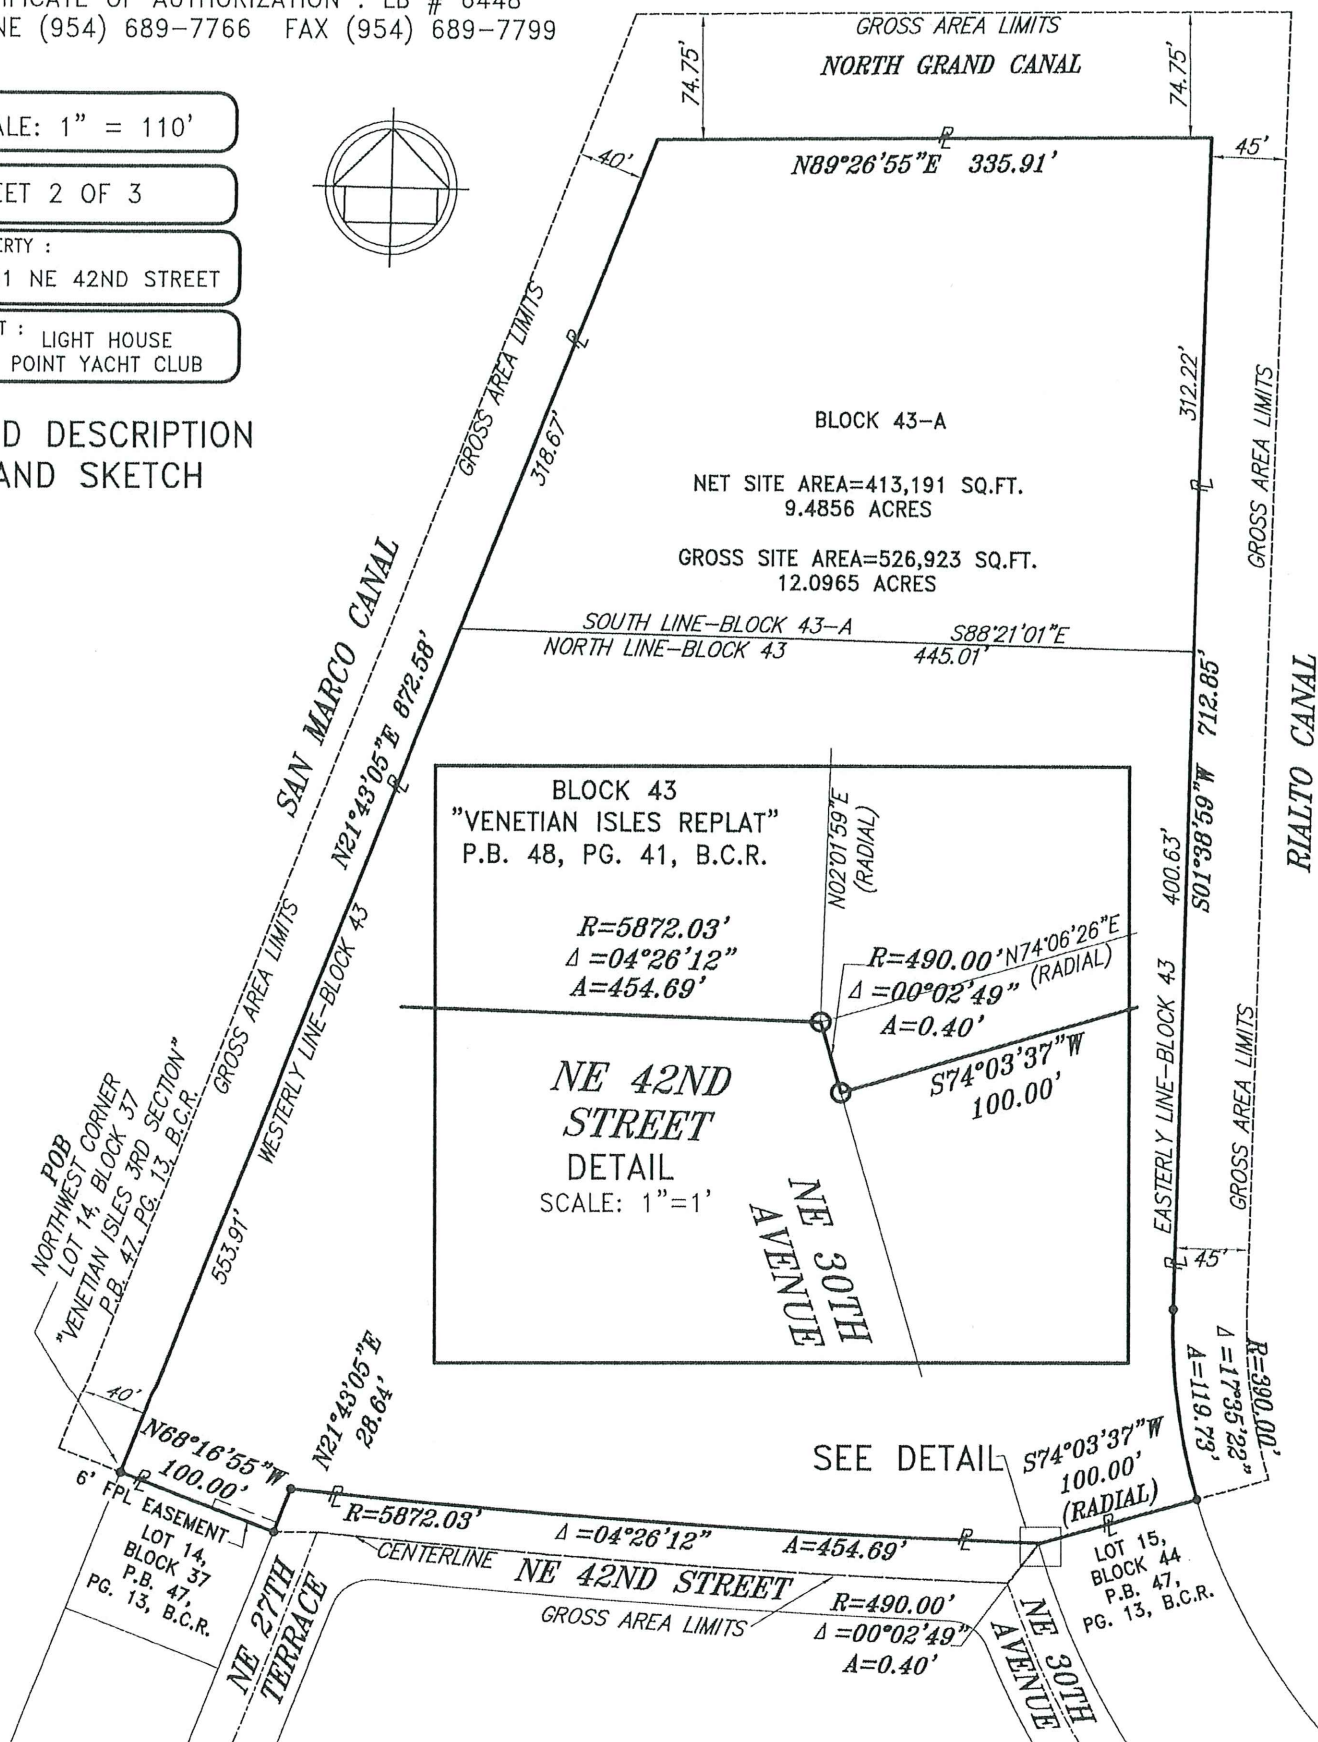 FICATE OF AUTHORIZATION : LB # 6448
NE (954) 689-7766 FAX (954) 689-7799
ALE: 1" = 110'
EET 2 OF 3
ERTY :
1 NE 42ND STREET
T : LIGHT HOUSE
POINT YACHT CLUB
D DESCRIPTION
AND SKETCH
GROSS AREA LIMITS
NORTH GRAND CANAL
74.75'
74.75'
40'
45'
N89°26'55"E 335.91'
GROSS AREA LIMITS
318.67'
312.22'
GROSS AREA LIMITS
BLOCK 43-A
NET SITE AREA=413,191 SQ.FT.
9.4856 ACRES
GROSS SITE AREA=526,923 SQ.FT.
12.0965 ACRES
SOUTH LINE-BLOCK 43-A
NORTH LINE-BLOCK 43
S88°21'01"E
445.01'
SAN MARCO CANAL
N21°43'05"E 872.58'
RIALTO CANAL
S01°38'59"W 712.85'
400.63'
BLOCK 43
"VENETIAN ISLES REPLAT"
P.B. 48, PG. 41, B.C.R.
N02°01'59"E
(RADIAL)
R=5872.03'
Δ =04°26'12"
A=454.69'
R=490.00'
Δ =00°02'49"
A=0.40'
N74°06'26"E
(RADIAL)
S74°03'37"W
100.00'
NE 42ND
STREET
DETAIL
SCALE: 1"=1'
NE 30TH
AVENUE
GROSS AREA LIMITS
WESTERLY LINE-BLOCK 43
EASTERLY LINE-BLOCK 43
GROSS AREA LIMITS
45'
POB
NORTHWEST CORNER
LOT 14, BLOCK 37
"VENETIAN ISLES 3RD SECTION"
P.B. 47, PG. 13, B.C.R.
553.91'
40'
N21°43'05"E
28.64'
N68°16'55"W
100.00'
6' FPL EASEMENT
LOT 14,
BLOCK 37
P.B. 47,
PG. 13, B.C.R.
R=390.00'
Δ =17°35'22"
A=119.73'
SEE DETAIL
S74°03'37"W
100.00'
(RADIAL)
R=5872.03'
Δ =04°26'12"
A=454.69'
CENTERLINE
NE 42ND STREET
GROSS AREA LIMITS
R=490.00'
Δ =00°02'49"
A=0.40'
LOT 15,
BLOCK 44
P.B. 47,
PG. 13, B.C.R.
NE 27TH
TERRACE
NE 30TH
AVENUE